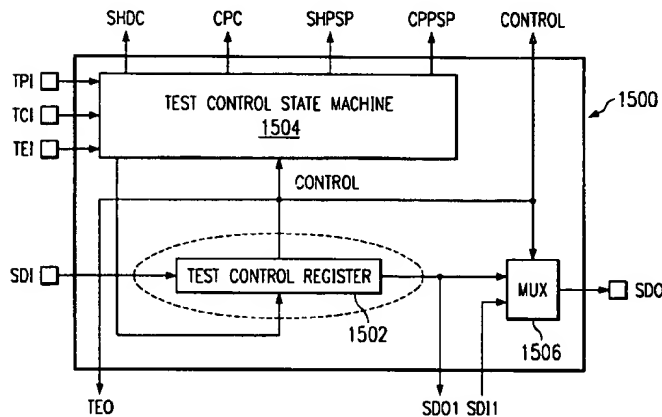 SHDC CPC SHPSP CPPSP CONTROL
TPI
TCI
TEI
TEST CONTROL STATE MACHINE
1504
1500
CONTROL
SDI
TEST CONTROL REGISTER
1502
MUX
1506
SDO
TEO SDO1 SDI1